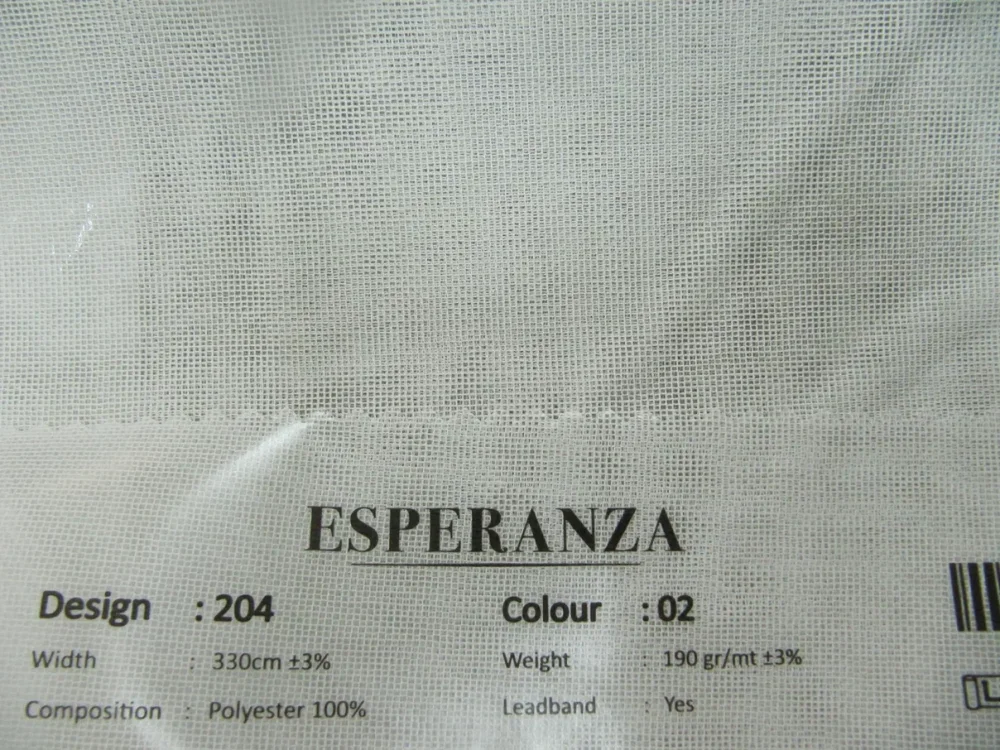 ESPERANZA
Design : 204 Colour : 02
Width : 330cm ±3% Weight : 190 gr/mt ±3%
Composition : Polyester 100% Leadband : Yes